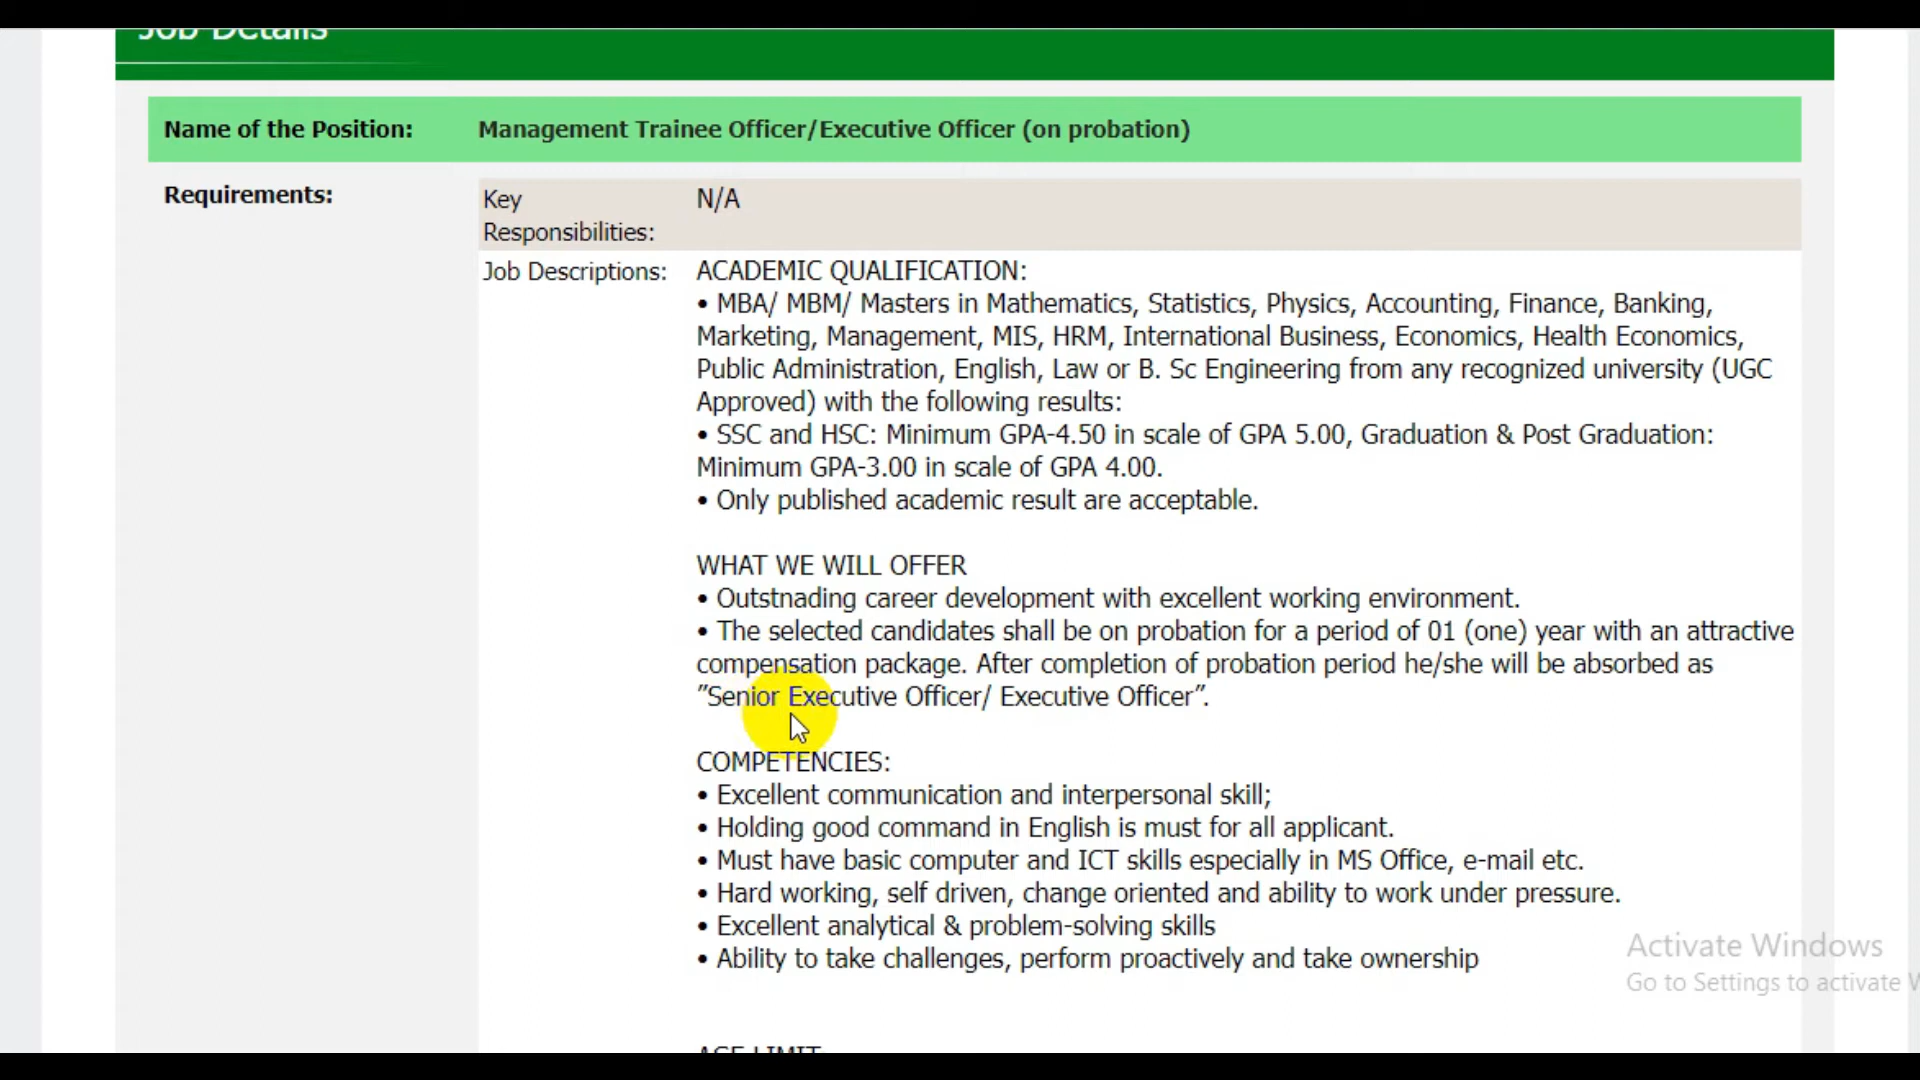 Job Details
Name of the Position: Management Trainee Officer/Executive Officer (on probation)
Requirements:
Key Responsibilities: N/A
Job Descriptions: ACADEMIC QUALIFICATION:
• MBA/ MBM/ Masters in Mathematics, Statistics, Physics, Accounting, Finance, Banking,
Marketing, Management, MIS, HRM, International Business, Economics, Health Economics,
Public Administration, English, Law or B. Sc Engineering from any recognized university (UGC
Approved) with the following results:
• SSC and HSC: Minimum GPA-4.50 in scale of GPA 5.00, Graduation & Post Graduation:
Minimum GPA-3.00 in scale of GPA 4.00.
• Only published academic result are acceptable.
WHAT WE WILL OFFER
• Outstnading career development with excellent working environment.
• The selected candidates shall be on probation for a period of 01 (one) year with an attractive
compensation package. After completion of probation period he/she will be absorbed as
”Senior Executive Officer/ Executive Officer”.
COMPETENCIES:
• Excellent communication and interpersonal skill;
• Holding good command in English is must for all applicant.
• Must have basic computer and ICT skills especially in MS Office, e-mail etc.
• Hard working, self driven, change oriented and ability to work under pressure.
• Excellent analytical & problem-solving skills
• Ability to take challenges, perform proactively and take ownership
AGE LIMIT
Activate Windows
Go to Settings to activate W